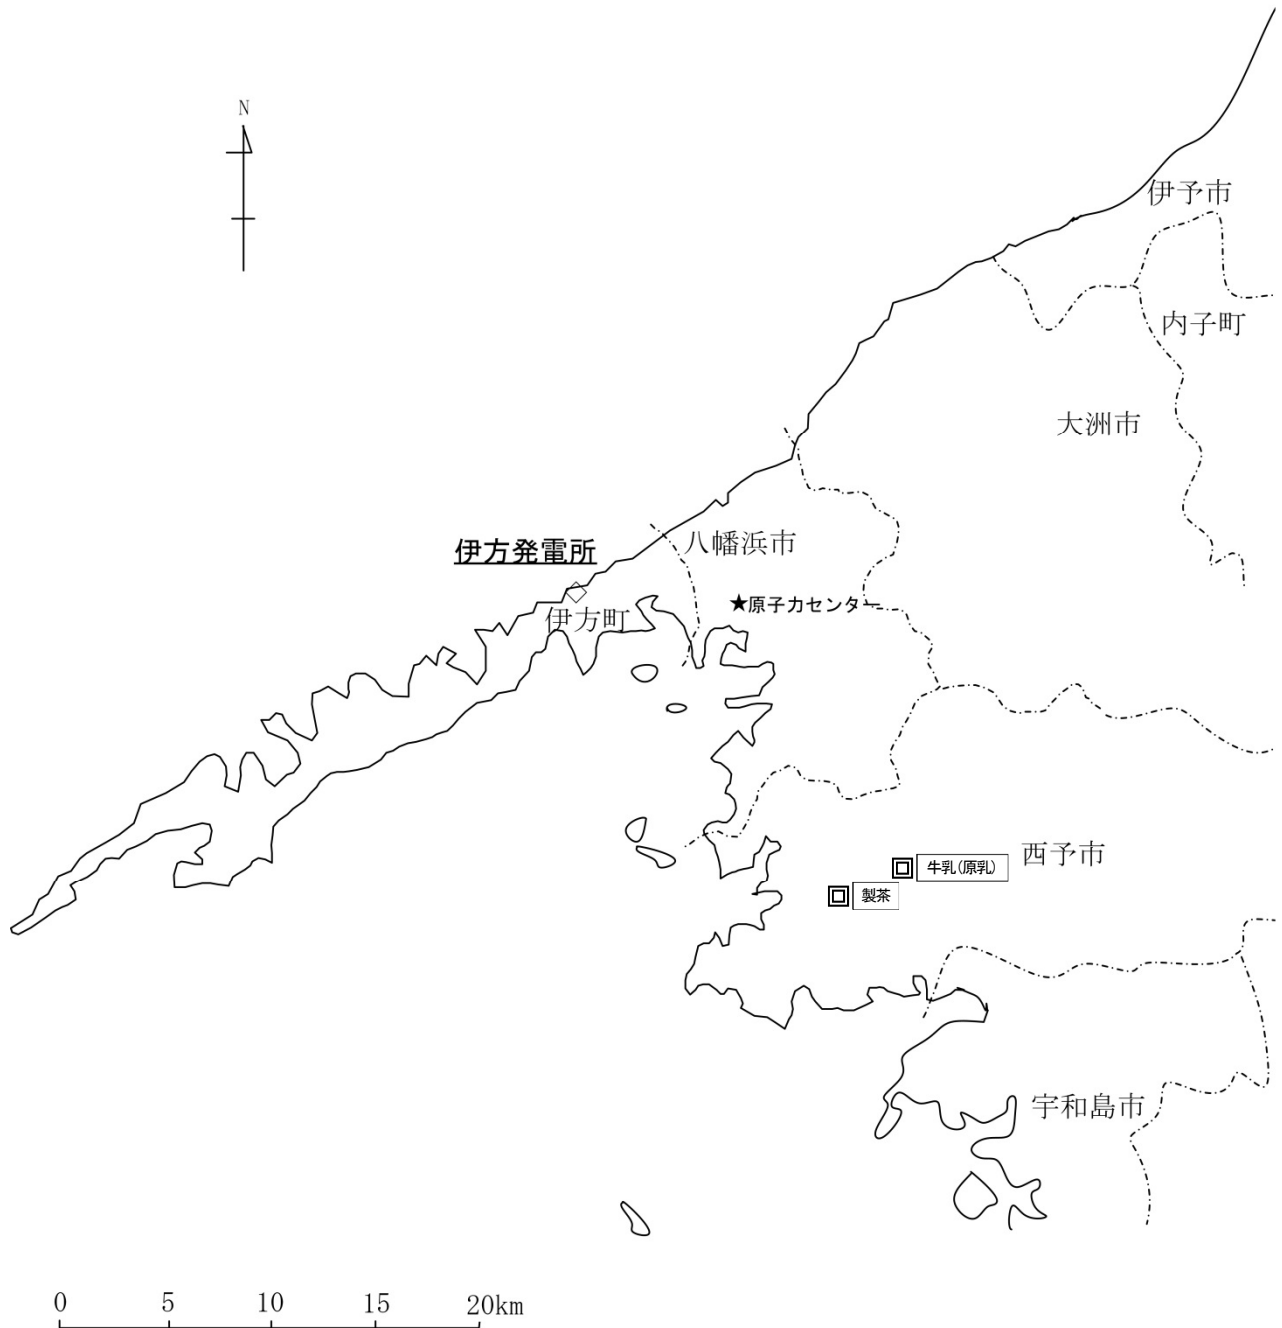 N
伊予市
内子町
大洲市
八幡浜市
伊方発電所
★原子力センター
伊方町
西予市
牛乳(原乳)
製茶
宇和島市
0 5 10 15 20km